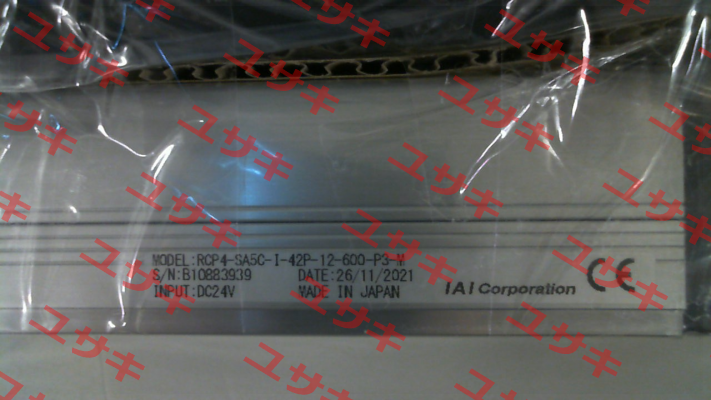 MODEL:RCP4-SA5C-I-42P-12-600-P3-M
S/N:B10883939 DATE:26/11/2021
INPUT:DC24V MADE IN JAPAN
IAI Corporation CE
ユサキ